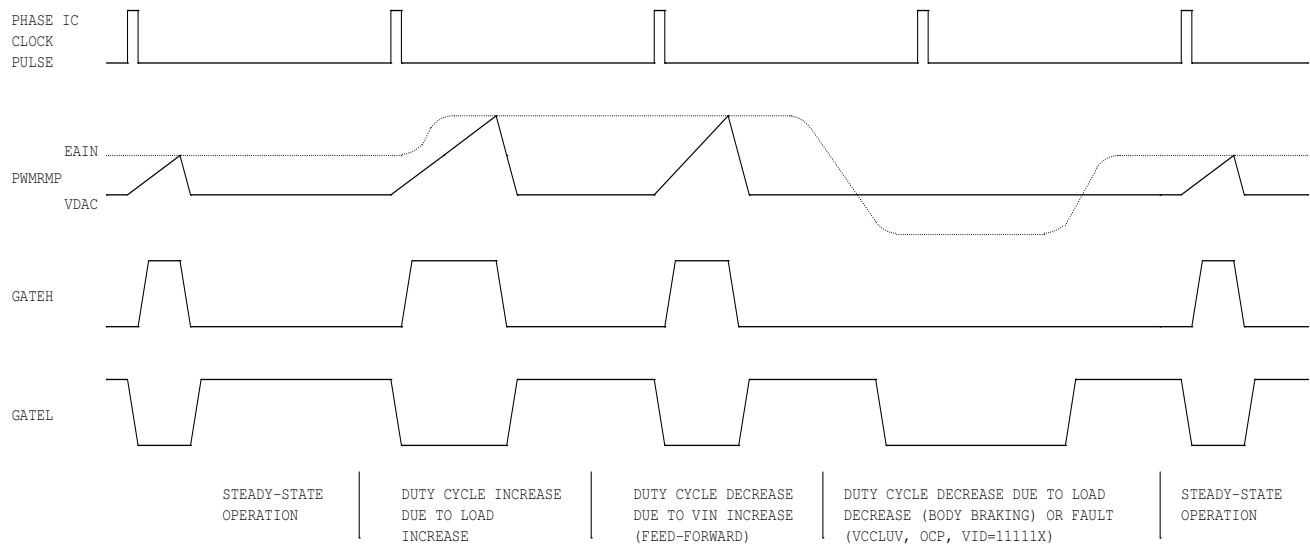 PHASE IC
CLOCK
PULSE
EAIN
PWMRMP
VDAC
GATEH
GATEL
STEADY-STATE
OPERATION
DUTY CYCLE INCREASE
DUE TO LOAD
INCREASE
DUTY CYCLE DECREASE
DUE TO VIN INCREASE
(FEED-FORWARD)
DUTY CYCLE DECREASE DUE TO LOAD
DECREASE (BODY BRAKING) OR FAULT
(VCCLUV, OCP, VID=11111X)
STEADY-STATE
OPERATION